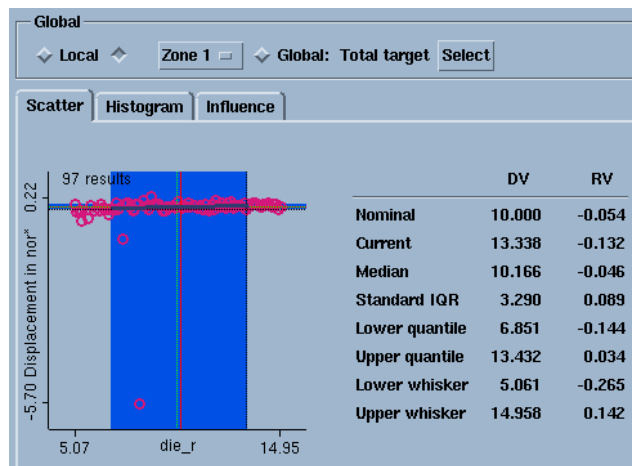 Global
Local Zone 1 Global: Total target Select
Scatter Histogram Influence
97 results
0.22
-5.70 Displacement in nor*
5.07 die_r 14.95
DV RV
Nominal 10.000 -0.054
Current 13.338 -0.132
Median 10.166 -0.046
Standard IQR 3.290 0.089
Lower quantile 6.851 -0.144
Upper quantile 13.432 0.034
Lower whisker 5.061 -0.265
Upper whisker 14.958 0.142